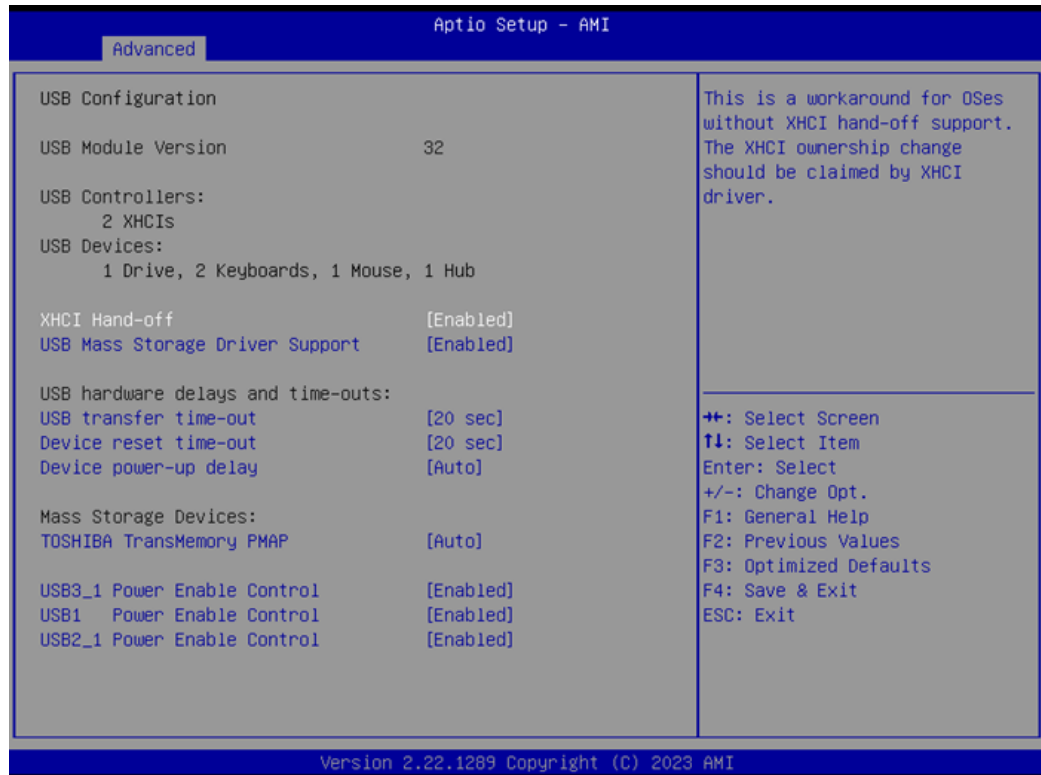 Aptio Setup – AMI
Advanced
USB Configuration
USB Module Version 32
USB Controllers:
2 XHCIs
USB Devices:
1 Drive, 2 Keyboards, 1 Mouse, 1 Hub
XHCI Hand-off [Enabled]
USB Mass Storage Driver Support [Enabled]
USB hardware delays and time-outs:
USB transfer time-out [20 sec]
Device reset time-out [20 sec]
Device power-up delay [Auto]
Mass Storage Devices:
TOSHIBA TransMemory PMAP [Auto]
USB3_1 Power Enable Control [Enabled]
USB1 Power Enable Control [Enabled]
USB2_1 Power Enable Control [Enabled]
This is a workaround for OSes
without XHCI hand-off support.
The XHCI ownership change
should be claimed by XHCI
driver.
→←: Select Screen
↑↓: Select Item
Enter: Select
+/-: Change Opt.
F1: General Help
F2: Previous Values
F3: Optimized Defaults
F4: Save & Exit
ESC: Exit
Version 2.22.1289 Copyright (C) 2023 AMI